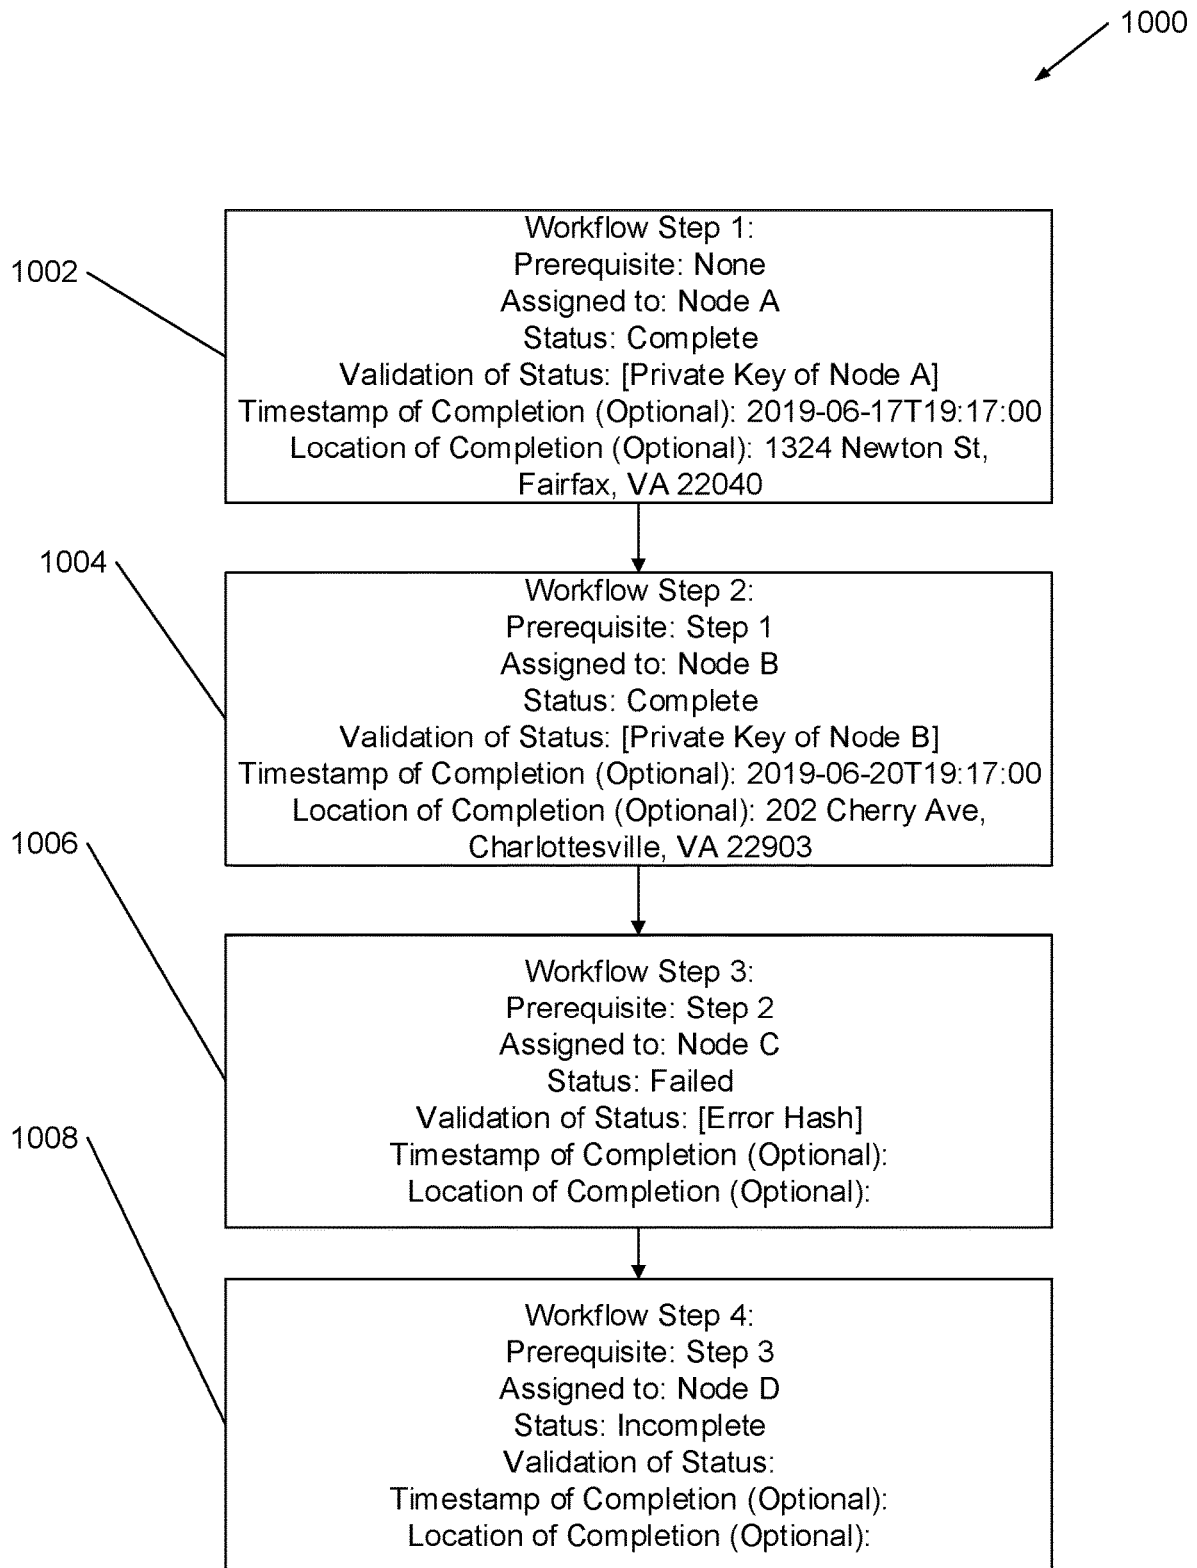 1000
1002
Workflow Step 1:
Prerequisite: None
Assigned to: Node A
Status: Complete
Validation of Status: [Private Key of Node A]
Timestamp of Completion (Optional): 2019-06-17T19:17:00
Location of Completion (Optional): 1324 Newton St,
Fairfax, VA 22040
1004
Workflow Step 2:
Prerequisite: Step 1
Assigned to: Node B
Status: Complete
Validation of Status: [Private Key of Node B]
Timestamp of Completion (Optional): 2019-06-20T19:17:00
Location of Completion (Optional): 202 Cherry Ave,
Charlottesville, VA 22903
1006
Workflow Step 3:
Prerequisite: Step 2
Assigned to: Node C
Status: Failed
Validation of Status: [Error Hash]
Timestamp of Completion (Optional):
Location of Completion (Optional):
1008
Workflow Step 4:
Prerequisite: Step 3
Assigned to: Node D
Status: Incomplete
Validation of Status:
Timestamp of Completion (Optional):
Location of Completion (Optional):